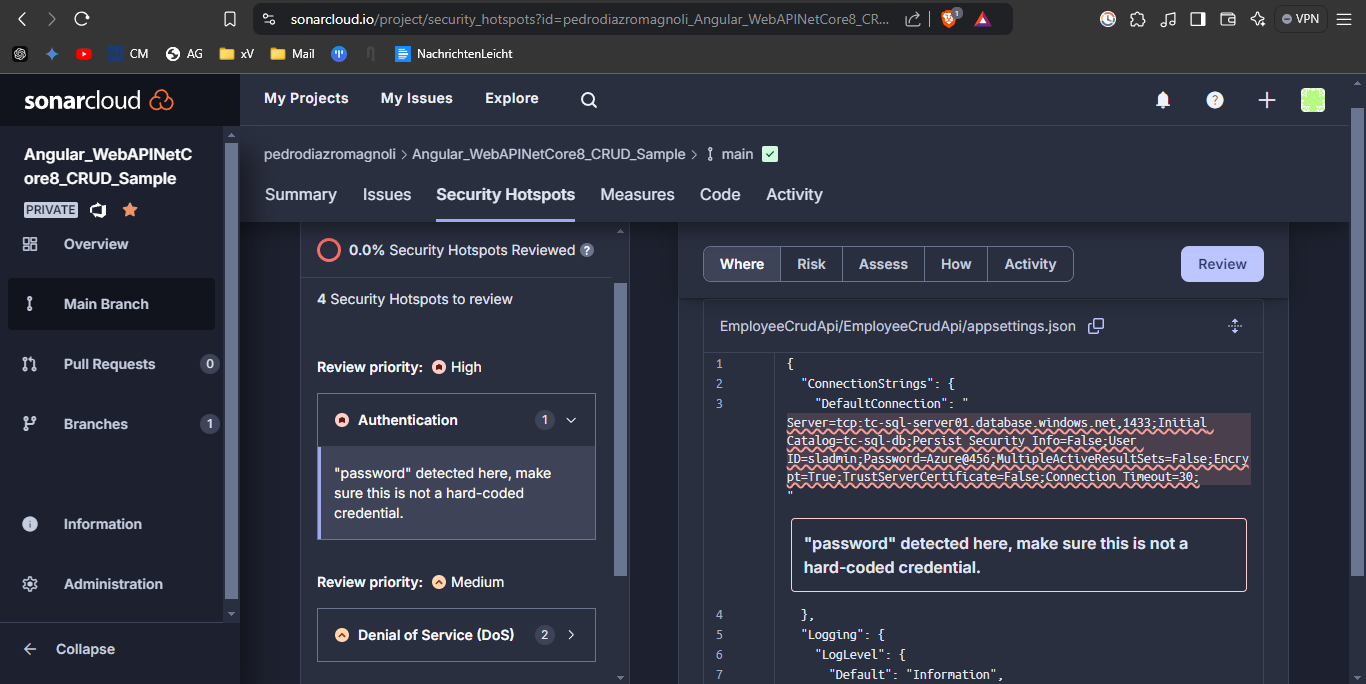 sonarcloud.io/project/security_hotspots?id=pedrodiazromagnoli_Angular_WebAPINetCore8_CR...
1
VPN
CM
AG
xV
Mail
NachrichtenLeicht
sonarcloud
My Projects
My Issues
Explore
Angular_WebAPINetC
ore8_CRUD_Sample
PRIVATE
Overview
Main Branch
Pull Requests
0
Branches
1
Information
Administration
Collapse
pedrodiazromagnoli > Angular_WebAPINetCore8_CRUD_Sample > main
Summary
Issues
Security Hotspots
Measures
Code
Activity
0.0% Security Hotspots Reviewed ?
4 Security Hotspots to review
Review priority: High
Authentication
1
"password" detected here, make
sure this is not a hard-coded
credential.
Review priority: Medium
Denial of Service (DoS)
2
Where
Risk
Assess
How
Activity
Review
EmployeeCrudApi/EmployeeCrudApi/appsettings.json
1 {
2 "ConnectionStrings": {
3 "DefaultConnection": "
Server=tcp:tc-sql-server01.database.windows.net,1433;Initial
Catalog=tc-sql-db;Persist Security Info=False;User
ID=sladmin;Password=Azure@456;MultipleActiveResultSets=False;Encry
pt=True;TrustServerCertificate=False;Connection Timeout=30;
"
"password" detected here, make sure this is not a
hard-coded credential.
4 },
5 "Logging": {
6 "LogLevel": {
7 "Default": "Information",